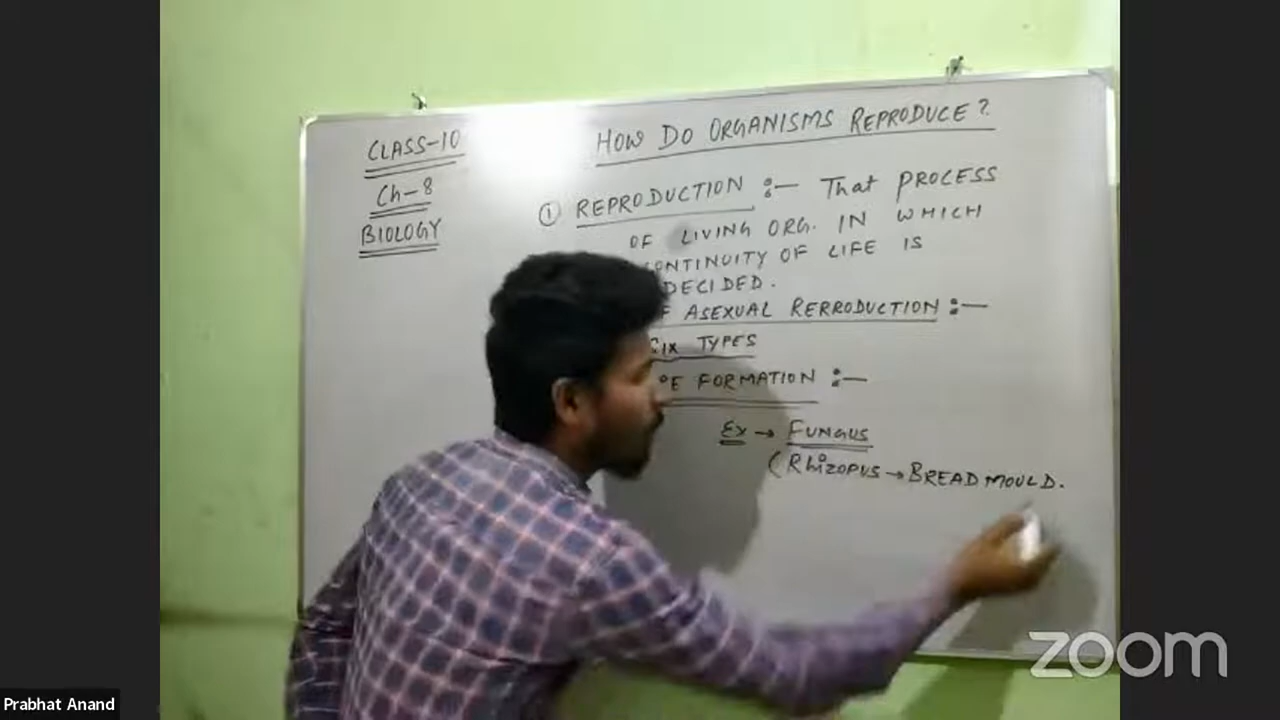 CLASS-10
Ch-8
BIOLOGY
HOW DO ORGANISMS REPRODUCE?
① REPRODUCTION :- That PROCESS
OF LIVING ORG. IN WHICH
CONTINUITY OF LIFE IS
DECIDED.
ASEXUAL RERRODUCTION :-
SIX TYPES
FORMATION :-
Ex → FUNGUS
(Rhizopus → BREAD MOULD.
zoom
Prabhat Anand